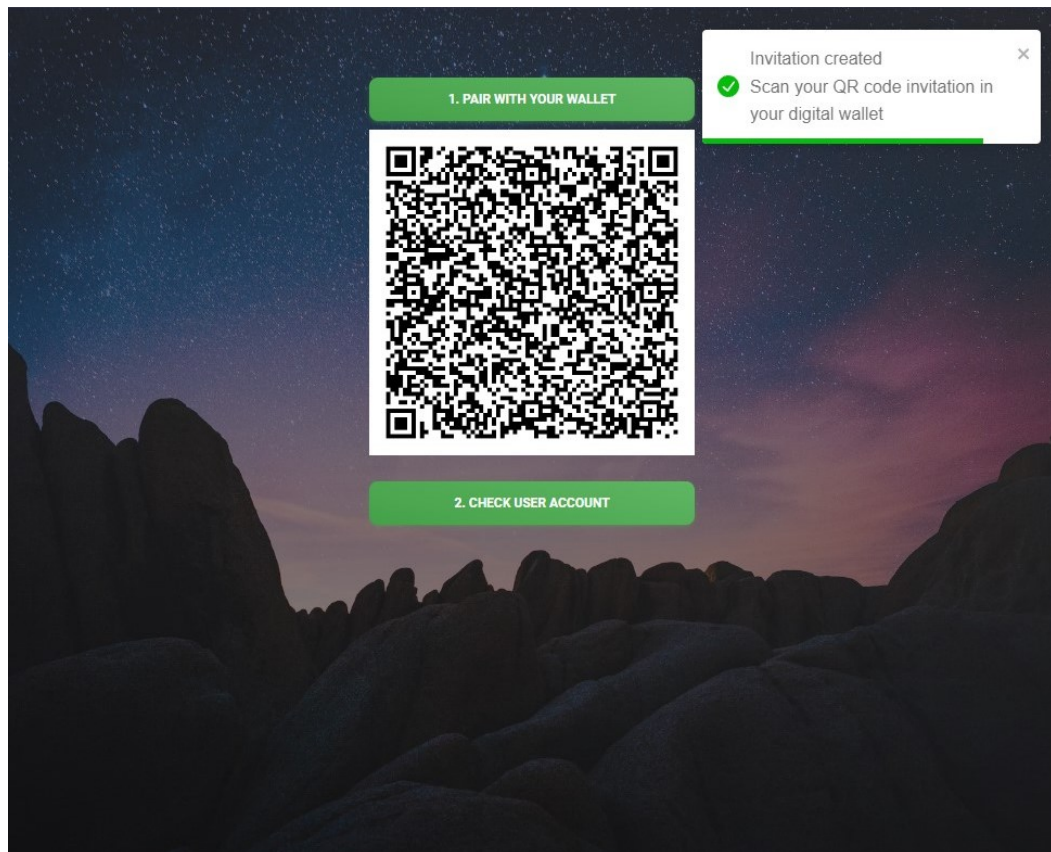 1. PAIR WITH YOUR WALLET
Invitation created
Scan your QR code invitation in
your digital wallet
2. CHECK USER ACCOUNT